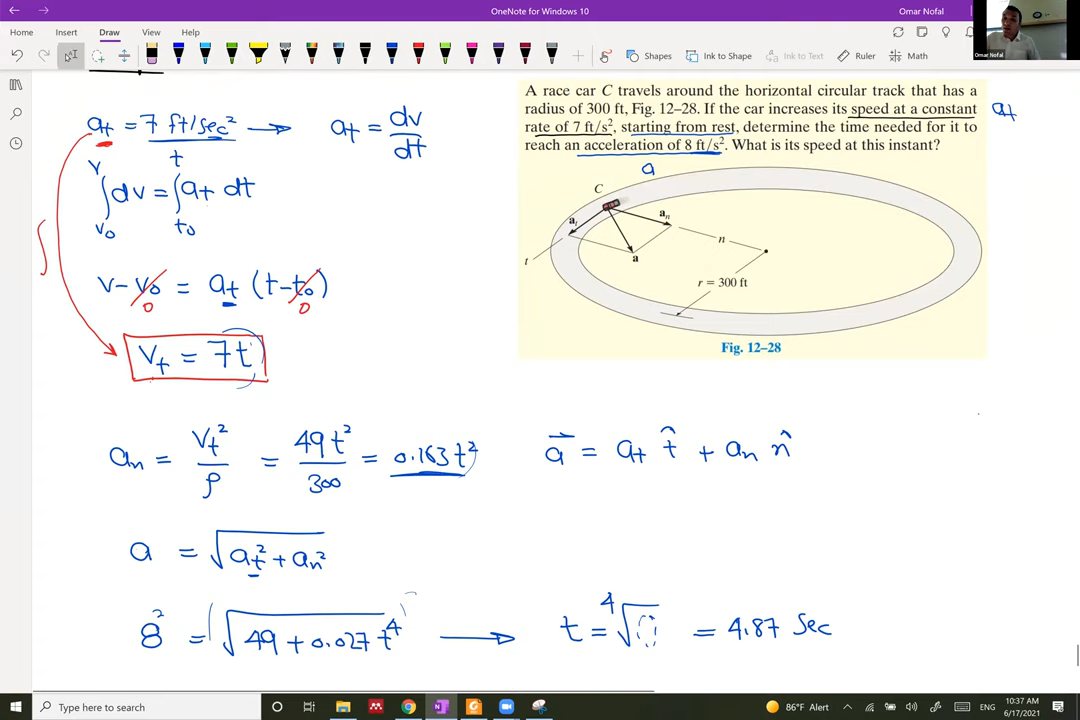 OneNote for Windows 10
Omar Nofal
Home Insert Draw View Help
Shapes Ink to Shape Ink to Text Ruler Math
Omar Nofal
A race car C travels around the horizontal circular track that has a
radius of 300 ft, Fig. 12–28. If the car increases its speed at a constant
rate of 7 ft/s², starting from rest, determine the time needed for it to
reach an acceleration of 8 ft/s². What is its speed at this instant?
at
a
C
at
an
n
a
t
r = 300 ft
Fig. 12–28
at = 7 ft/sec² → at = dv/dt
t
∫dv = ∫at dt
v
v0 t0
v - v0 = at (t - t0)
0 0
vt = 7t
an = vt²/ρ = 49t²/300 = 0.163t²
a = at t̂ + an n̂
a = √at² + an²
8² = (√49 + 0.027 t⁴ → t = ⁴√ = 4.87 sec
Type here to search
86°F Alert
ENG
10:37 AM
6/17/2021